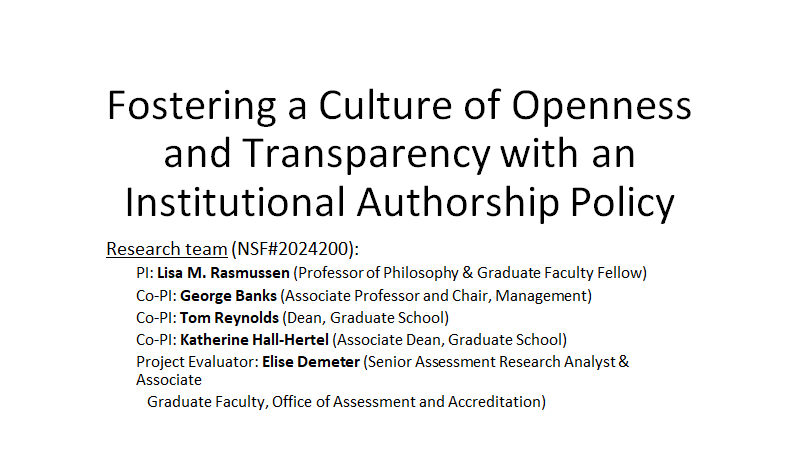 Fostering a Culture of Openness
and Transparency with an
Institutional Authorship Policy
Research team (NSF#2024200):
PI: Lisa M. Rasmussen (Professor of Philosophy & Graduate Faculty Fellow)
Co-PI: George Banks (Associate Professor and Chair, Management)
Co-PI: Tom Reynolds (Dean, Graduate School)
Co-PI: Katherine Hall-Hertel (Associate Dean, Graduate School)
Project Evaluator: Elise Demeter (Senior Assessment Research Analyst &
Associate
Graduate Faculty, Office of Assessment and Accreditation)